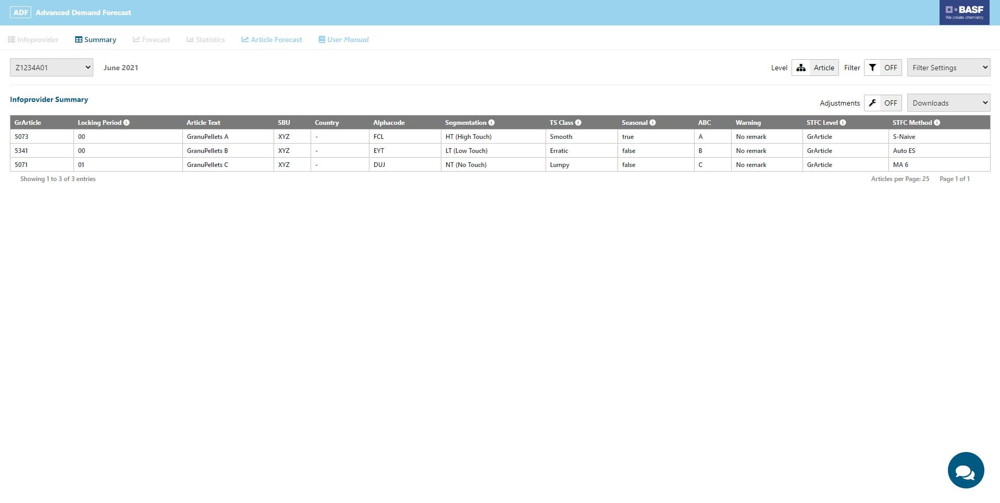 ADF Advanced Demand Forecast
BASF
We create chemistry
Infoprovider Summary Forecast Statistics Article Forecast User Manual
Z1234A01 June 2021 Level Article Filter OFF Filter Settings
Infoprovider Summary
Adjustments OFF Downloads
GrArticle Locking Period Article Text SBU Country Alphacode Segmentation TS Class Seasonal ABC Warning STFC Level STFC Method
5073 00 GranuPellets A XYZ - FCL HT (High Touch) Smooth true A No remark GrArticle S-Naive
5341 00 GranuPellets B XYZ - EYT LT (Low Touch) Erratic false B No remark GrArticle Auto ES
5071 01 GranuPellets C XYZ - DUJ NT (No Touch) Lumpy false C No remark GrArticle MA 6
Showing 1 to 3 of 3 entries Articles per Page: 25 Page 1 of 1